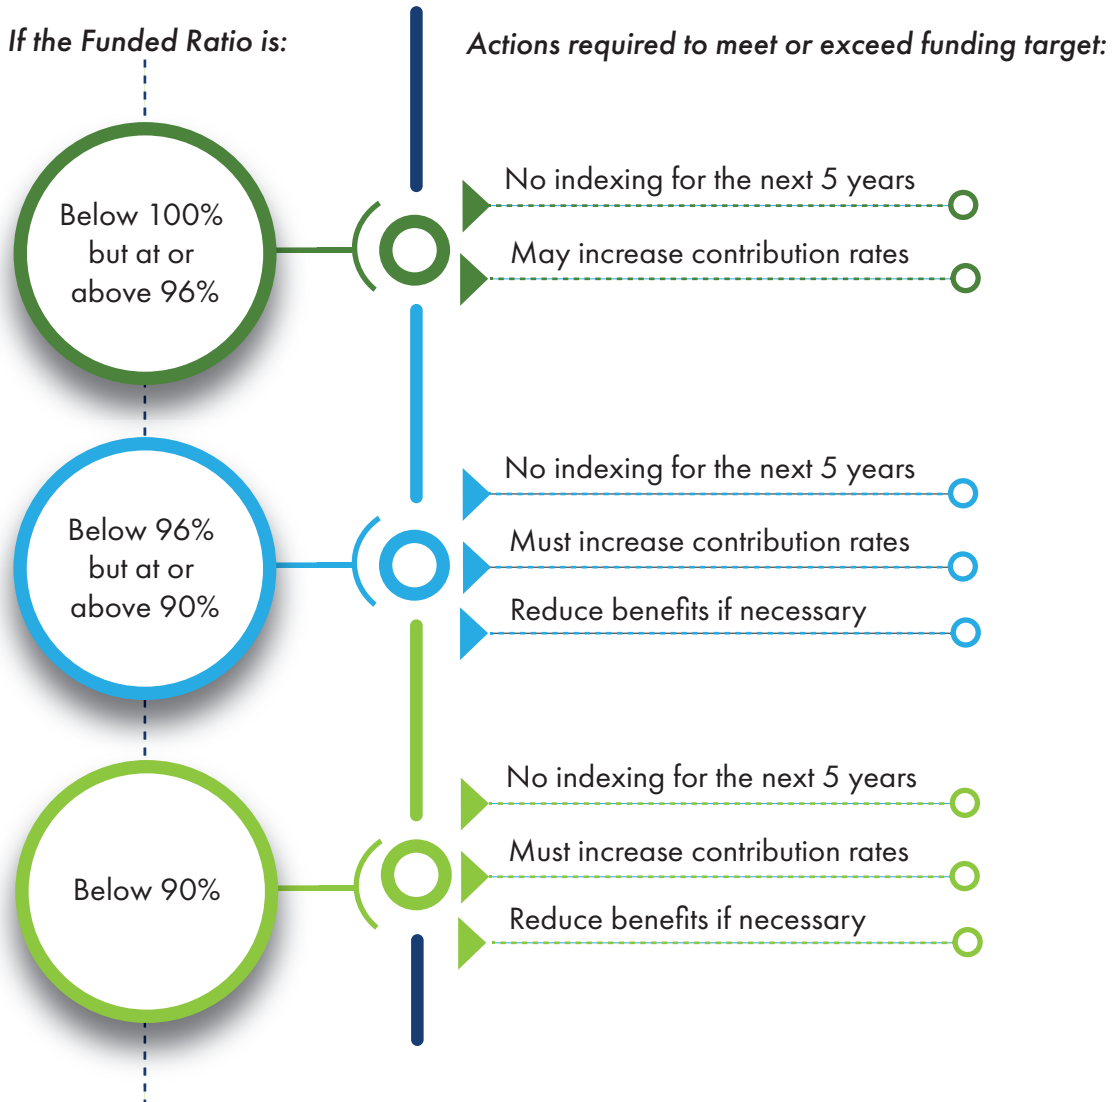 If the Funded Ratio is:
Actions required to meet or exceed funding target:
Below 100%
but at or
above 96%
No indexing for the next 5 years
May increase contribution rates
Below 96%
but at or
above 90%
No indexing for the next 5 years
Must increase contribution rates
Reduce benefits if necessary
Below 90%
No indexing for the next 5 years
Must increase contribution rates
Reduce benefits if necessary